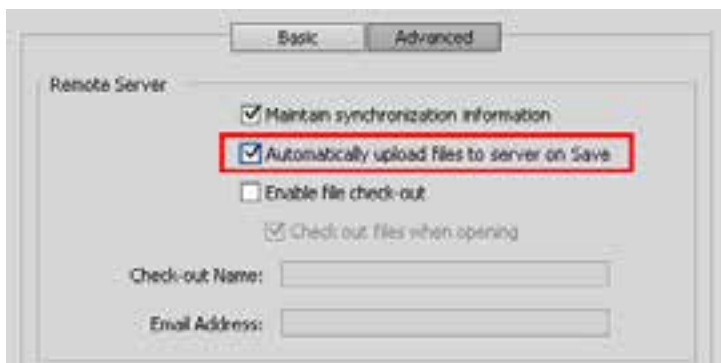 Basic Advanced
Remote Server
Maintain synchronization information
Automatically upload files to server on Save
Enable file check-out
Check out files when opening
Check-out Name:
Email Address: